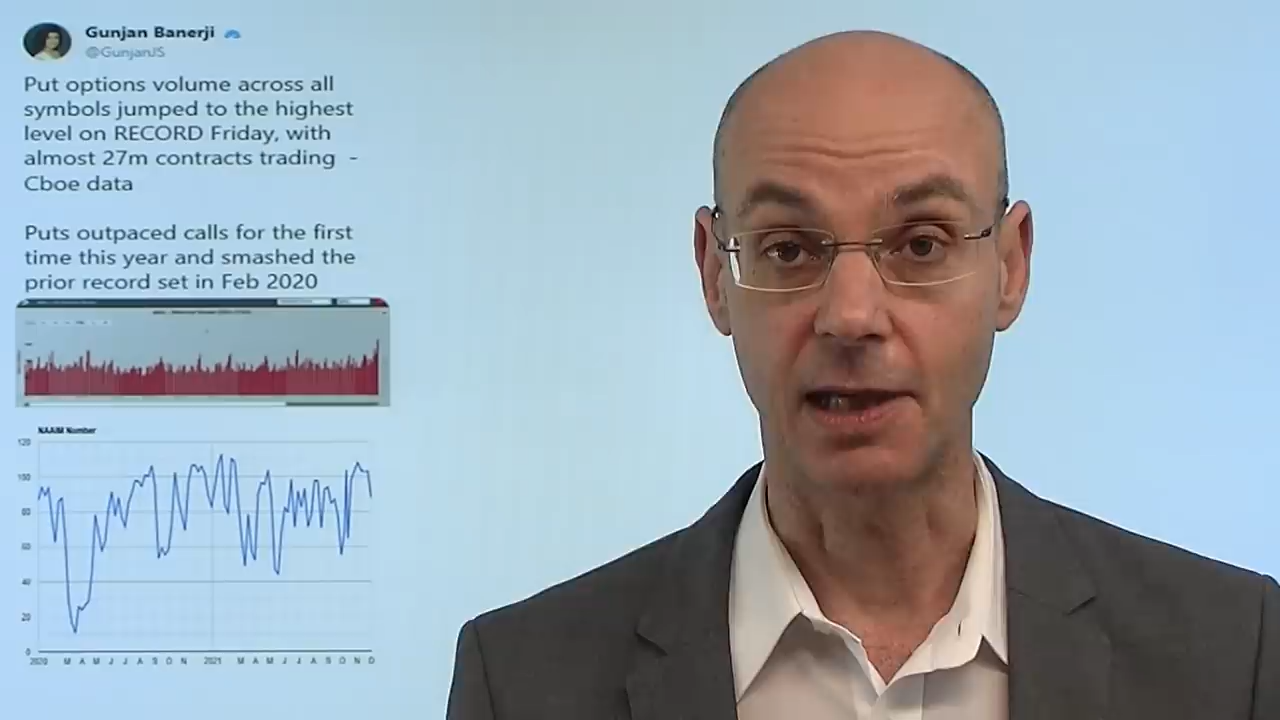 Gunjan Banerji
@GunjanJS
Put options volume across all
symbols jumped to the highest
level on RECORD Friday, with
almost 27m contracts trading -
Cboe data
Puts outpaced calls for the first
time this year and smashed the
prior record set in Feb 2020
NAAIM Number
120
100
80
60
40
20
0
2020 M A M J J A S O N 2021 M A M J J A S O N D